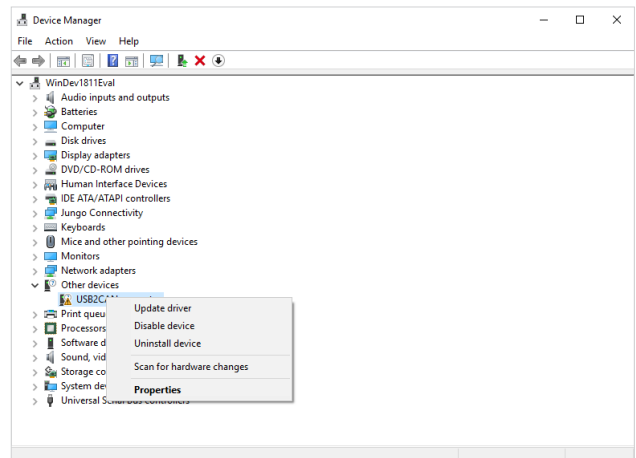 Device Manager
File Action View Help
WinDev1811Eval
Audio inputs and outputs
Batteries
Computer
Disk drives
Display adapters
DVD/CD-ROM drives
Human Interface Devices
IDE ATA/ATAPI controllers
Jungo Connectivity
Keyboards
Mice and other pointing devices
Monitors
Network adapters
Other devices
Print queu
Processors
Software d
Sound, vid
Storage co
System dev
Universal Serial Bus controllers
Update driver
Disable device
Uninstall device
Scan for hardware changes
Properties